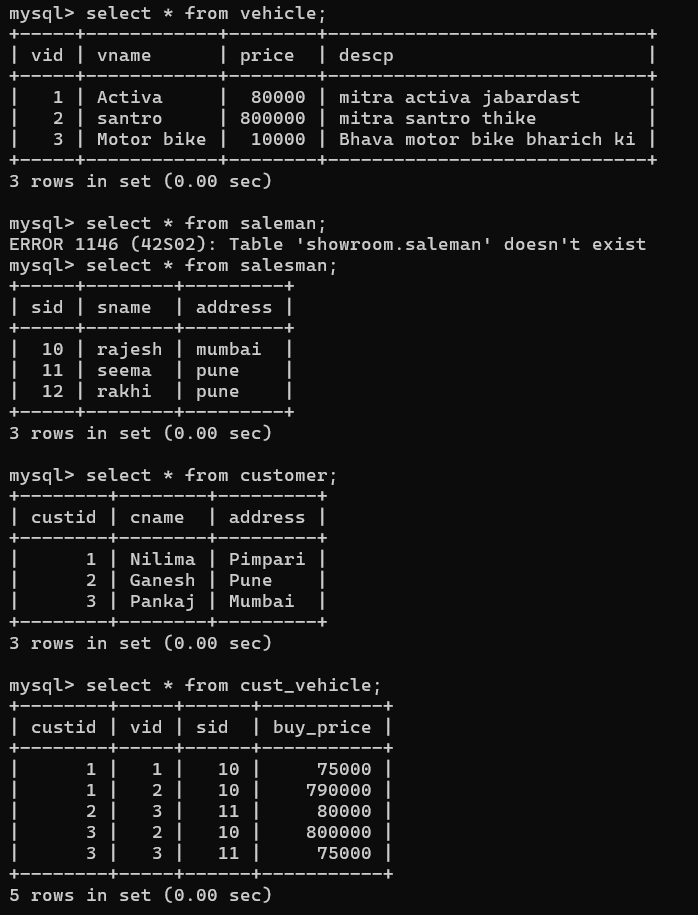 mysql> select * from vehicle;
+-----+------------+--------+-----------------------------+
| vid | vname      | price  | descp                       |
+-----+------------+--------+-----------------------------+
|   1 | Activa     |  80000 | mitra activa jabardast      |
|   2 | santro     | 800000 | mitra santro thike          |
|   3 | Motor bike |  10000 | Bhava motor bike bharich ki |
+-----+------------+--------+-----------------------------+
3 rows in set (0.00 sec)

mysql> select * from saleman;
ERROR 1146 (42S02): Table 'showroom.saleman' doesn't exist
mysql> select * from salesman;
+-----+--------+---------+
| sid | sname  | address |
+-----+--------+---------+
|  10 | rajesh | mumbai  |
|  11 | seema  | pune    |
|  12 | rakhi  | pune    |
+-----+--------+---------+
3 rows in set (0.00 sec)

mysql> select * from customer;
+--------+--------+---------+
| custid | cname  | address |
+--------+--------+---------+
|      1 | Nilima | Pimpari |
|      2 | Ganesh | Pune    |
|      3 | Pankaj | Mumbai  |
+--------+--------+---------+
3 rows in set (0.00 sec)

mysql> select * from cust_vehicle;
+--------+-----+------+-----------+
| custid | vid | sid  | buy_price |
+--------+-----+------+-----------+
|      1 |   1 |   10 |     75000 |
|      1 |   2 |   10 |    790000 |
|      2 |   3 |   11 |     80000 |
|      3 |   2 |   10 |    800000 |
|      3 |   3 |   11 |     75000 |
+--------+-----+------+-----------+
5 rows in set (0.00 sec)